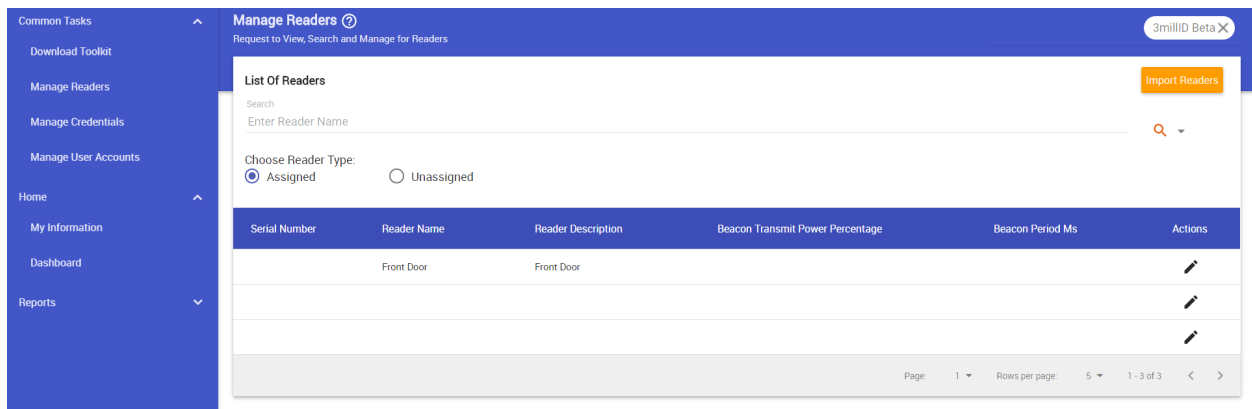 Common Tasks
Download Toolkit
Manage Readers
Manage Credentials
Manage User Accounts
Home
My Information
Dashboard
Reports
Manage Readers ?
Request to View, Search and Manage for Readers
3millID Beta X
List Of Readers
Import Readers
Search
Enter Reader Name
Choose Reader Type:
Assigned Unassigned
Serial Number Reader Name Reader Description Beacon Transmit Power Percentage Beacon Period Ms Actions
Front Door Front Door
Page: 1 Rows per page: 5 1 - 3 of 3